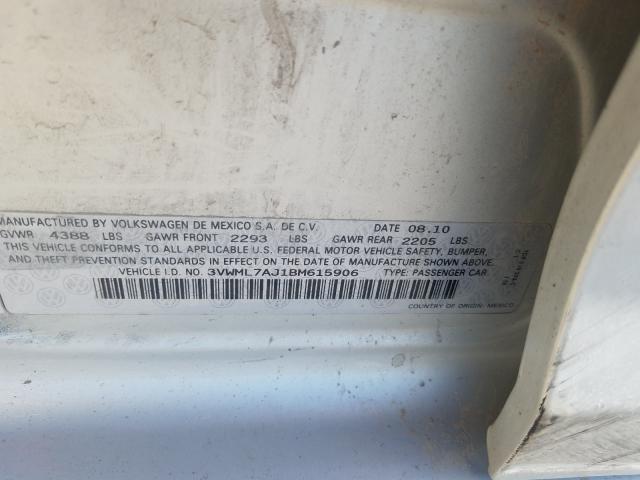 MANUFACTURED BY VOLKSWAGEN DE MEXICO S.A. DE C.V. DATE 08.10
GVWR 4388 LBS GAWR FRONT 2293 LBS GAWR REAR 2205 LBS
THIS VEHICLE CONFORMS TO ALL APPLICABLE U.S. FEDERAL MOTOR VEHICLE SAFETY, BUMPER,
AND THEFT PREVENTION STANDARDS IN EFFECT ON THE DATE OF MANUFACTURE SHOWN ABOVE.
VEHICLE I.D. NO. 3VWML7AJ1BM615906 TYPE: PASSENGER CAR
COUNTRY OF ORIGIN: MEXICO